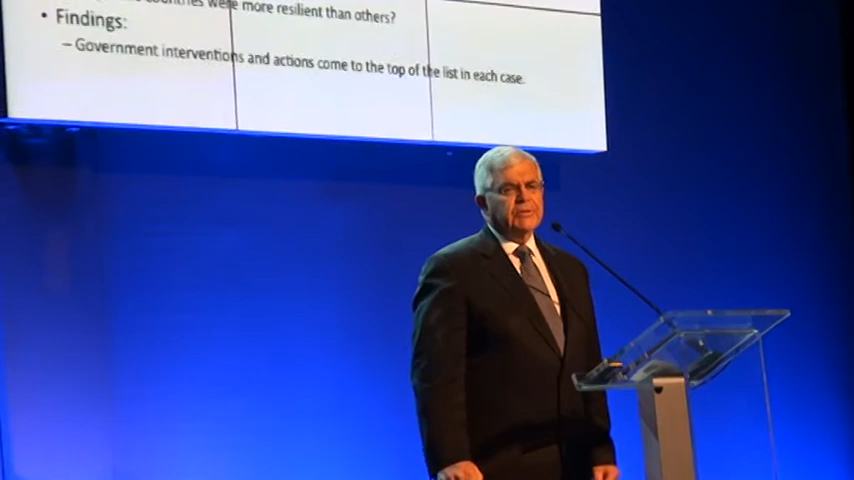 countries were more resilient than others?
• Findings:
– Government interventions and actions come to the top of the list in each case.